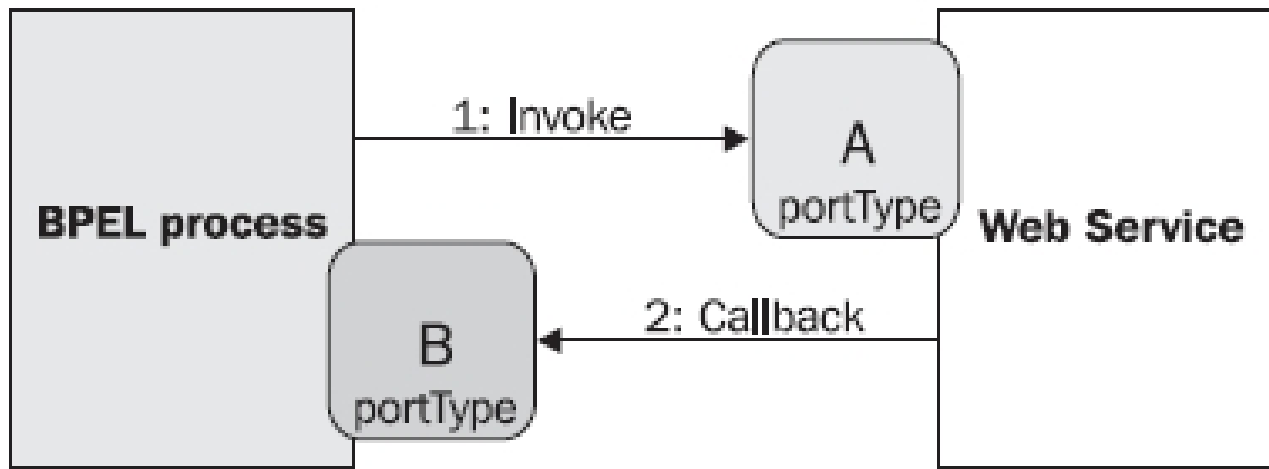 1: Invoke
A
portType
BPEL process
Web Service
2: Callback
B
portType